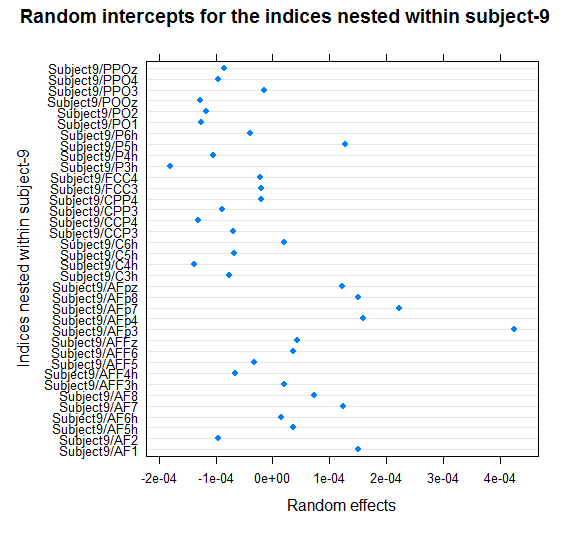 Random intercepts for the indices nested within subject-9
Indices nested within subject-9
Subject9/PPOz
Subject9/PPO4
Subject9/PPO3
Subject9/POOz
Subject9/PO2
Subject9/PO1
Subject9/P6h
Subject9/P5h
Subject9/P4h
Subject9/P3h
Subject9/FCC4
Subject9/FCC3
Subject9/CPP4
Subject9/CPP3
Subject9/CCP4
Subject9/CCP3
Subject9/C6h
Subject9/C5h
Subject9/C4h
Subject9/C3h
Subject9/AFpz
Subject9/AFp8
Subject9/AFp7
Subject9/AFp4
Subject9/AFp3
Subject9/AFFz
Subject9/AFF6
Subject9/AFF5
Subject9/AFF4h
Subject9/AFF3h
Subject9/AF8
Subject9/AF7
Subject9/AF6h
Subject9/AF5h
Subject9/AF2
Subject9/AF1
-2e-04 -1e-04 0e+00 1e-04 2e-04 3e-04 4e-04
Random effects